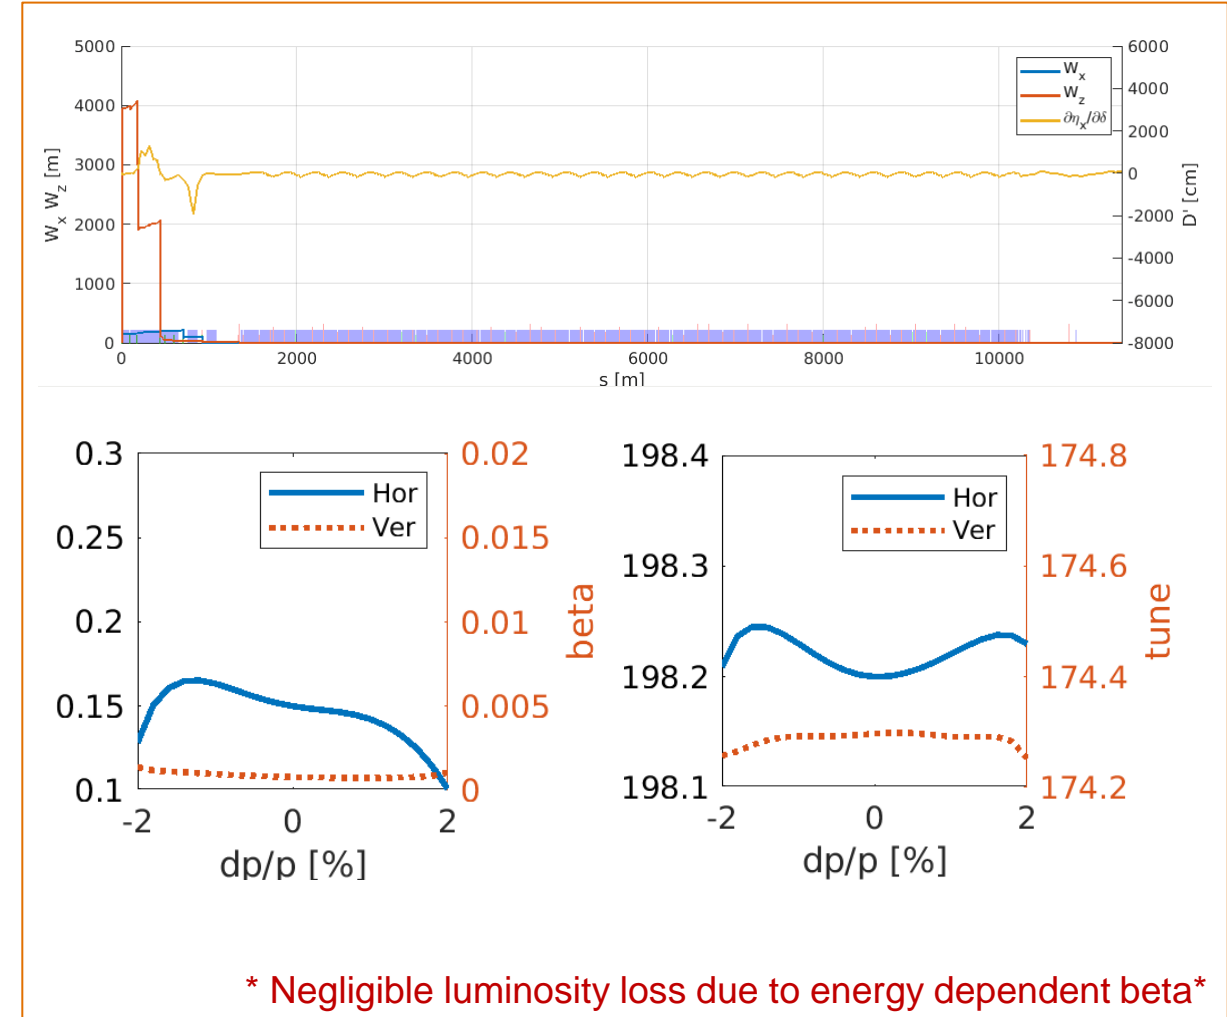 5000
4000
3000
2000
1000
0
W_x W_z [m]
6000
4000
2000
0
-2000
-4000
-6000
-8000
D' [cm]
W_x
W_z
∂η_x/∂δ
0 2000 4000 6000 8000 10000
s [m]
0.3
0.25
0.2
0.15
0.1
Hor
Ver
0.02
0.015
0.01
0.005
0
beta
-2 0 2
dp/p [%]
198.4
198.3
198.2
198.1
Hor
Ver
174.8
174.6
174.4
174.2
tune
-2 0 2
dp/p [%]
* Negligible luminosity loss due to energy dependent beta*